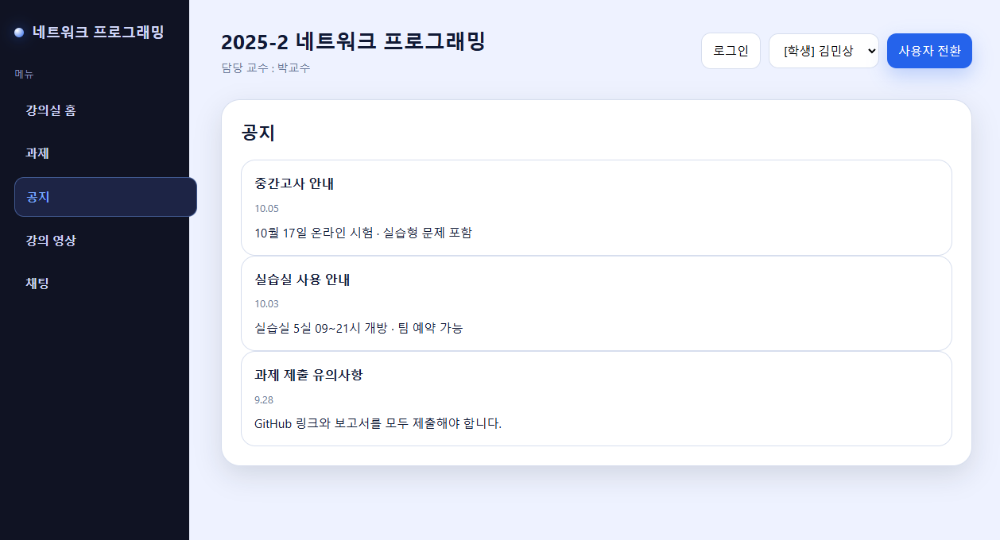 네트워크 프로그래밍
메뉴
강의실 홈
과제
공지
강의 영상
채팅
2025-2 네트워크 프로그래밍
담당 교수 : 박교수
로그인
[학생] 김민상
사용자 전환
공지
중간고사 안내
10.05
10월 17일 온라인 시험 · 실습형 문제 포함
실습실 사용 안내
10.03
실습실 5실 09~21시 개방 · 팀 예약 가능
과제 제출 유의사항
9.28
GitHub 링크와 보고서를 모두 제출해야 합니다.